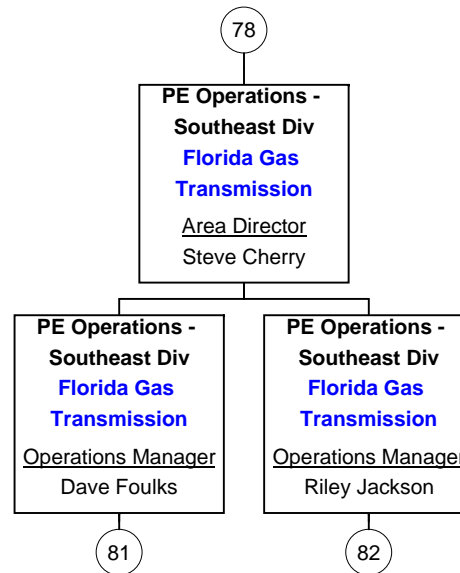 78
PE Operations -
Southeast Div
Florida Gas
Transmission
Area Director
Steve Cherry
PE Operations -
Southeast Div
Florida Gas
Transmission
Operations Manager
Dave Foulks
81
PE Operations -
Southeast Div
Florida Gas
Transmission
Operations Manager
Riley Jackson
82